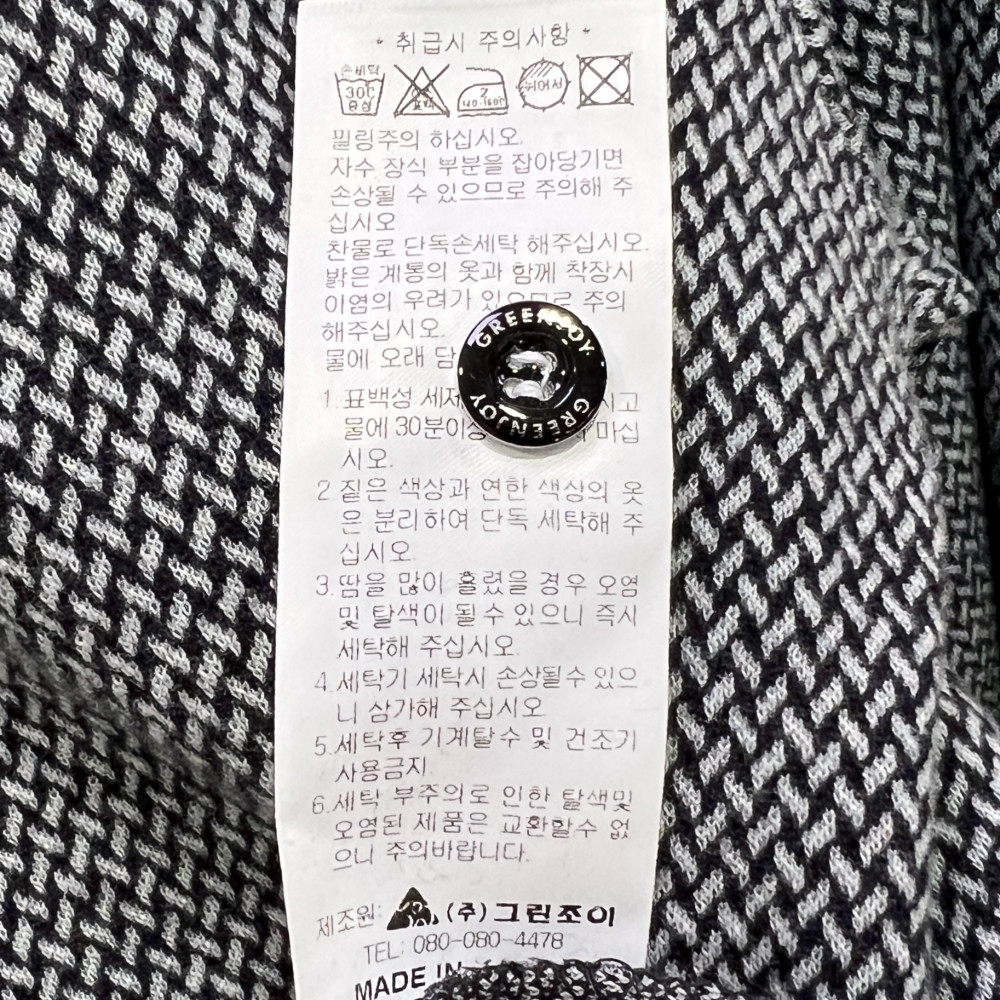 * 취급시 주의사항 *
손세탁 30℃ 중성 표백 2 140-160℃ 뉘어서
필링주의 하십시오.
자수 장식 부분을 잡아당기면
손상될 수 있으므로 주의해 주
십시오
찬물로 단독손세탁 해주십시오.
밝은 계통의 옷과 함께 착장시
이염의 우려가 있으므로 주의
해주십시오.
물에 오래 담
GREENJOY
GREENJOY
1. 표백성 세제 시고
물에 30분이상 마십
시오.
2 짙은 색상과 연한 색상의 옷
은 분리하여 단독 세탁해 주
십시오
3. 땀을 많이 흘렸을 경우 오염
및 탈색이 될수 있으니 즉시
세탁해 주십시오.
4. 세탁기 세탁시 손상될수 있으
니 삼가해 주십시오
5. 세탁후 기계탈수 및 건조기
사용금지
6. 세탁 부주의로 인한 탈색및
오염된 제품은 교환할수 없
으니 주의바랍니다.
제조원: (주)그린조이
TEL: 080-080-4478
MADE IN